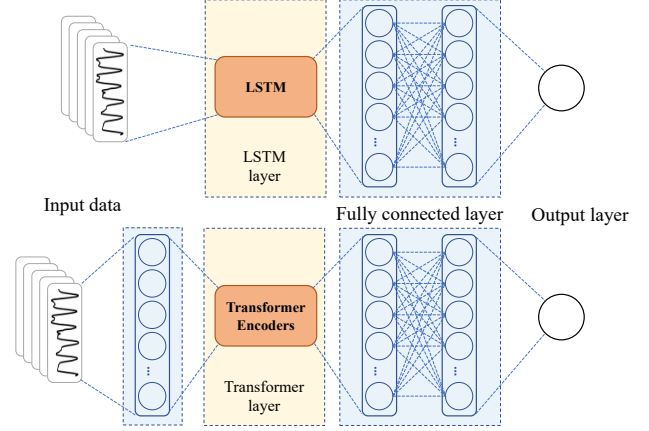 LSTM
LSTM
layer
Input data
Fully connected layer
Output layer
Transformer
Encoders
Transformer
layer